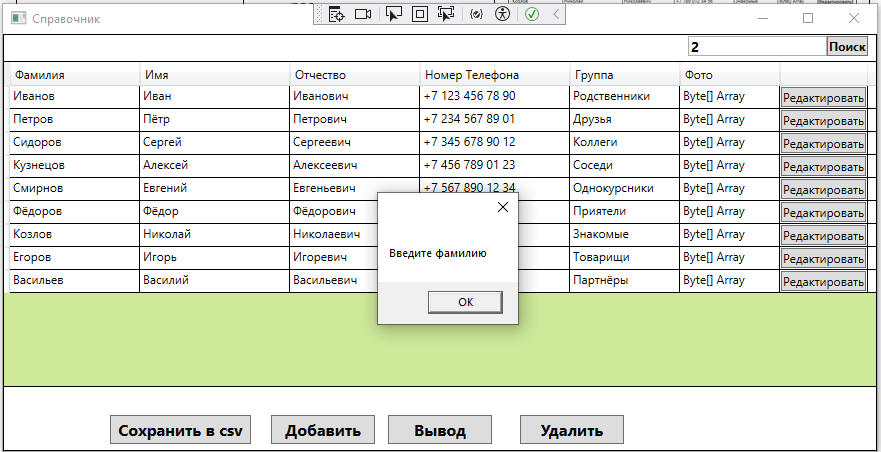 Справочник
2 Поиск
Фамилия Имя Отчество Номер Телефона Группа Фото
Иванов Иван Иванович +7 123 456 78 90 Родственники Byte[] Array Редактировать
Петров Пётр Петрович +7 234 567 89 01 Друзья Byte[] Array Редактировать
Сидоров Сергей Сергеевич +7 345 678 90 12 Коллеги Byte[] Array Редактировать
Кузнецов Алексей Алексеевич +7 456 789 01 23 Соседи Byte[] Array Редактировать
Смирнов Евгений Евгеньевич +7 567 890 12 34 Однокурсники Byte[] Array Редактировать
Фёдоров Фёдор Фёдорович Приятели Byte[] Array Редактировать
Козлов Николай Николаевич Знакомые Byte[] Array Редактировать
Егоров Игорь Игоревич Товарищи Byte[] Array Редактировать
Васильев Василий Васильевич Партнёры Byte[] Array Редактировать
Введите фамилию
ОК
Сохранить в csv Добавить Вывод Удалить